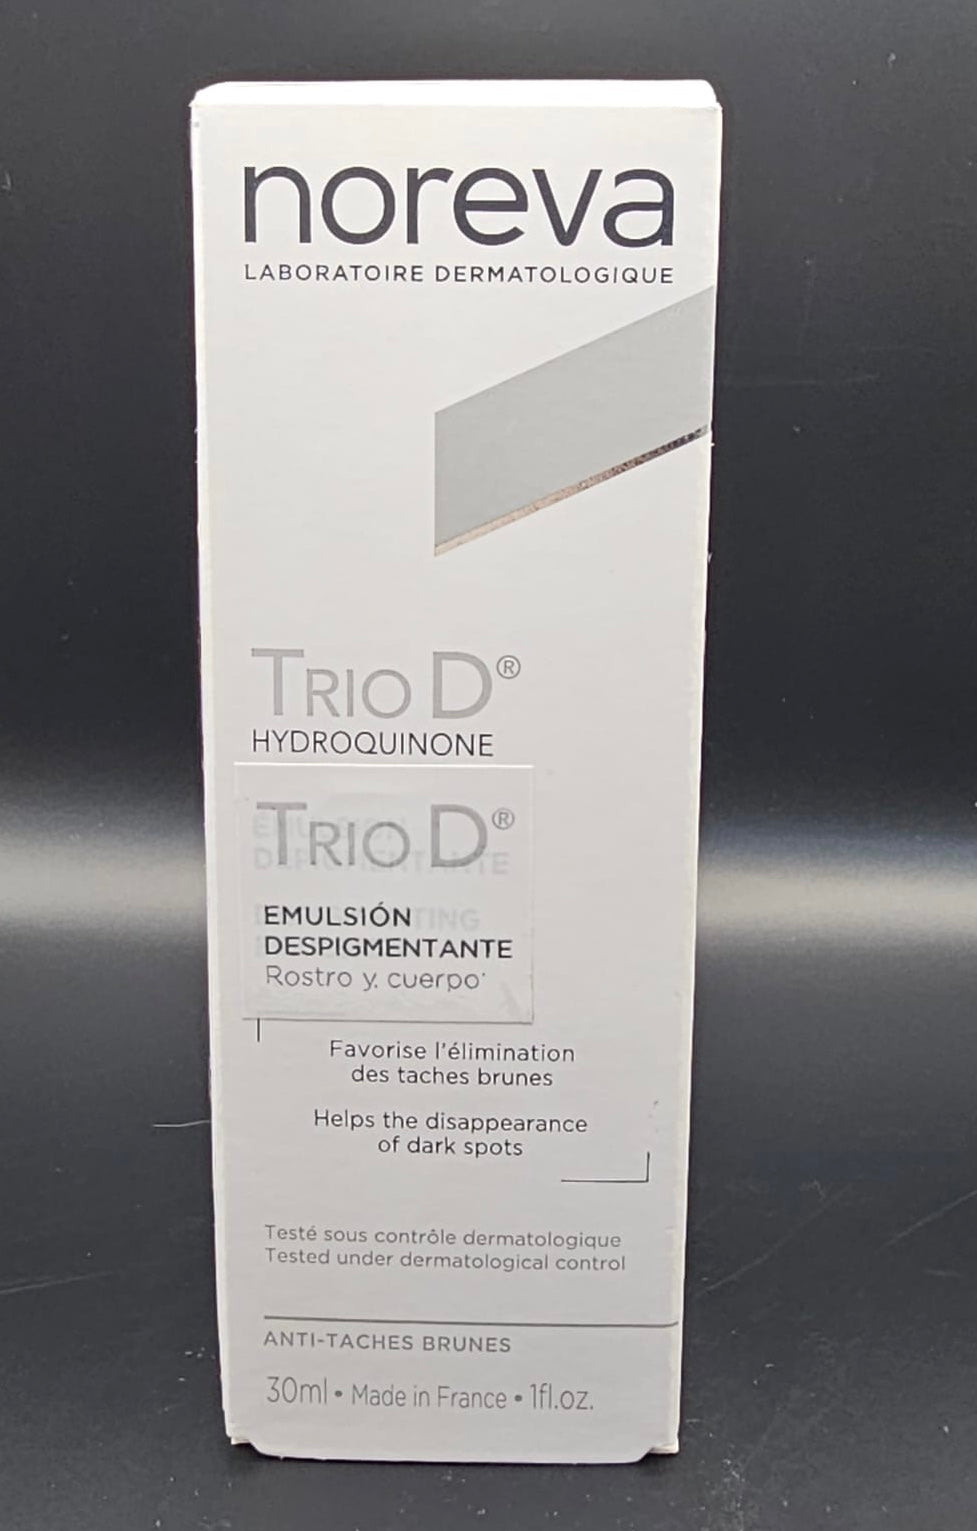 noreva
LABORATOIRE DERMATOLOGIQUE
TRIO D®
HYDROQUINONE
TRIO D®
EMULSIÓN
DESPIGMENTANTE
Rostro y. cuerpo
Favorise l'élimination
des taches brunes
Helps the disappearance
of dark spots
Testé sous contrôle dermatologique
Tested under dermatological control
ANTI-TACHES BRUNES
30ml • Made in France • 1fl.oz.